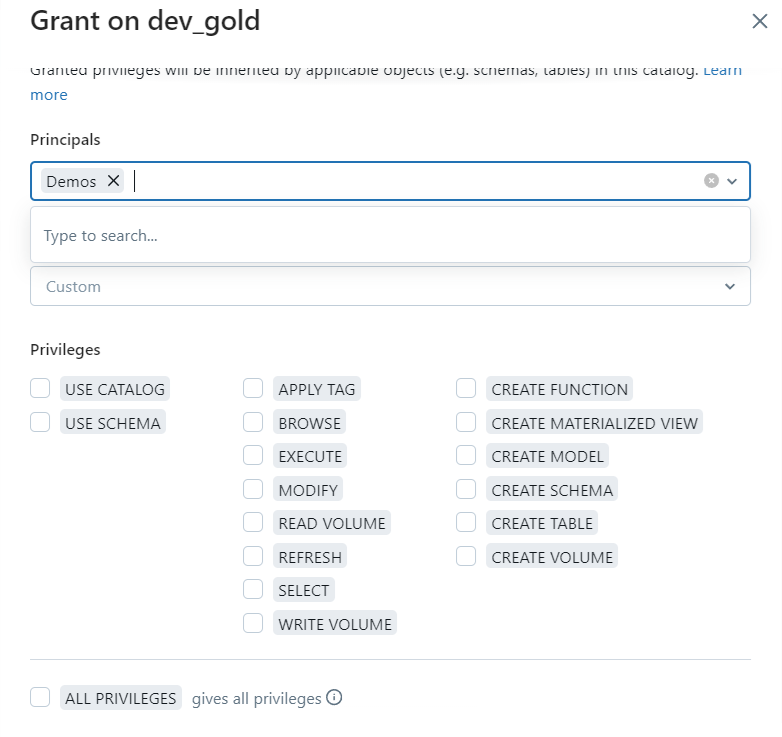 Grant on dev_gold
Granted privileges will be inherited by applicable objects (e.g. schemas, tables) in this catalog. Learn
more
Principals
Demos
Type to search...
Custom
Privileges
USE CATALOG
USE SCHEMA
APPLY TAG
BROWSE
EXECUTE
MODIFY
READ VOLUME
REFRESH
SELECT
WRITE VOLUME
CREATE FUNCTION
CREATE MATERIALIZED VIEW
CREATE MODEL
CREATE SCHEMA
CREATE TABLE
CREATE VOLUME
ALL PRIVILEGES gives all privileges